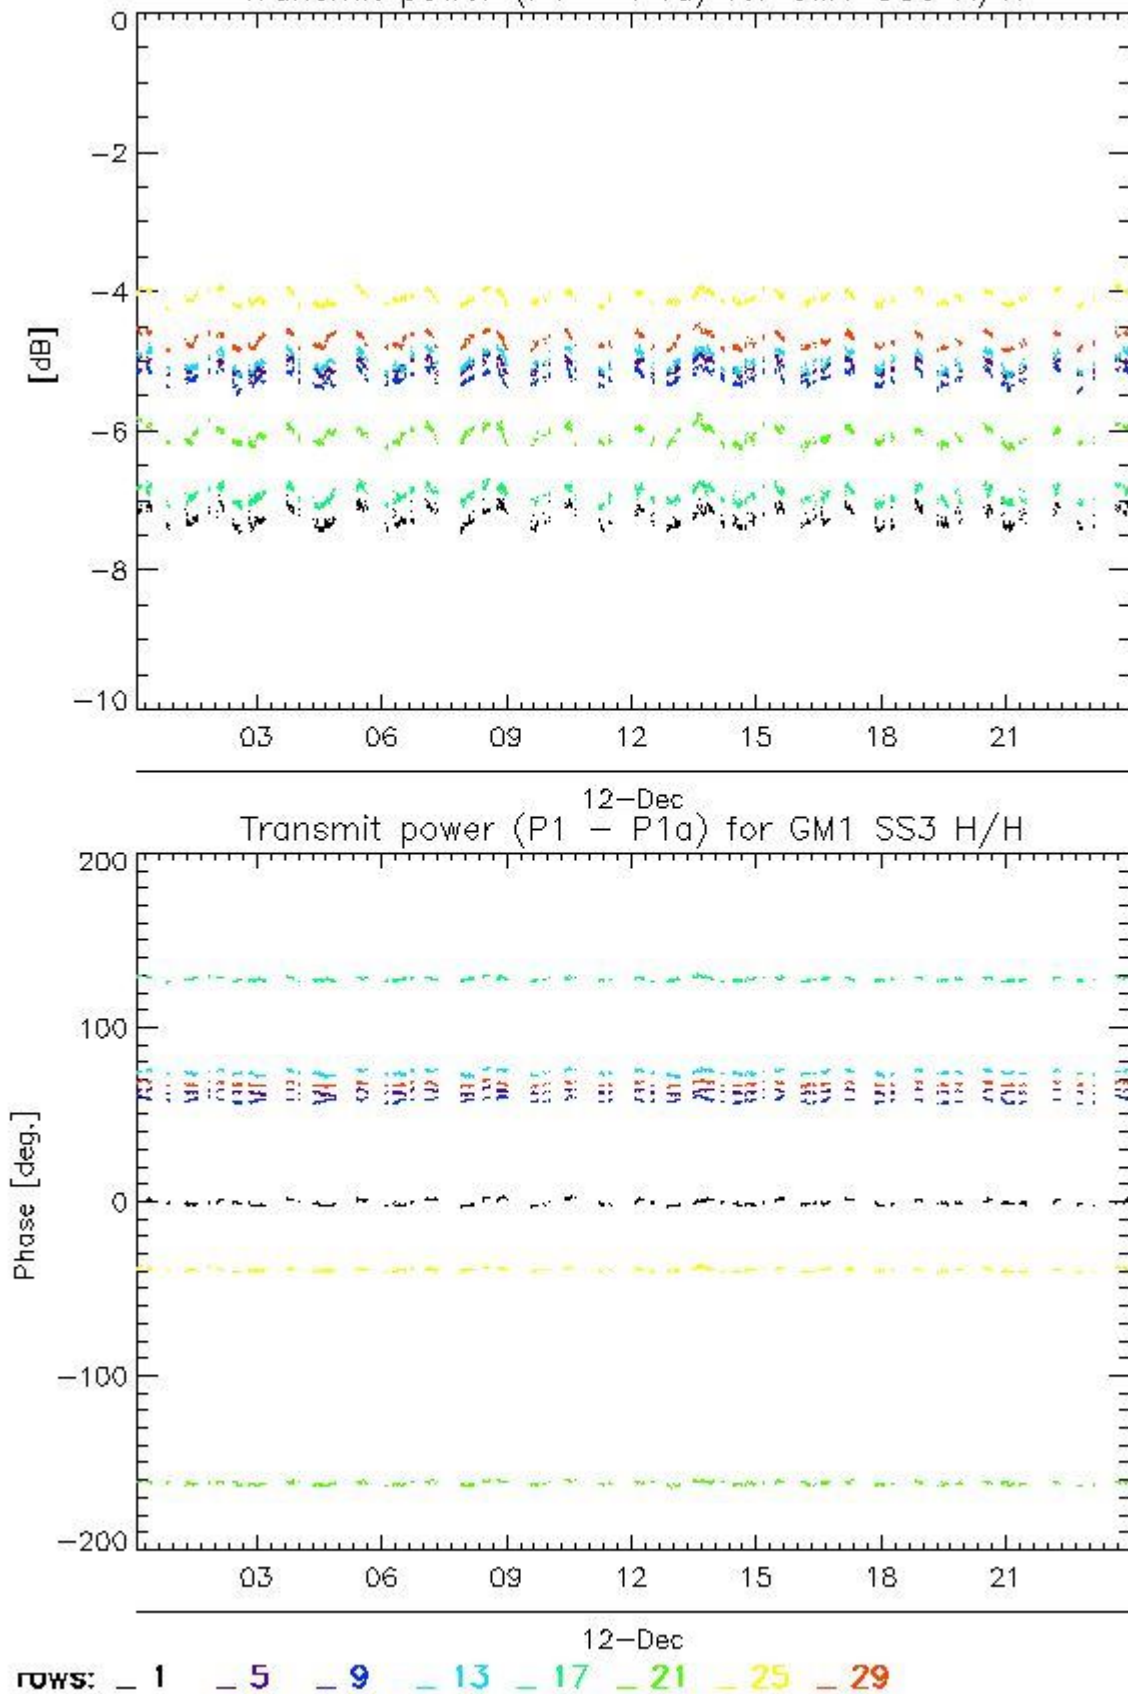 0
-2
-4
-6
-8
-10
[dB]
03 06 09 12 15 18 21
12-Dec
Transmit power (P1 - P1a) for GM1 SS3 H/H
200
100
0
-100
-200
Phase [deg.]
03 06 09 12 15 18 21
12-Dec
rows: _ 1 _ 5 _ 9 _ 13 _ 17 _ 21 _ 25 _ 29